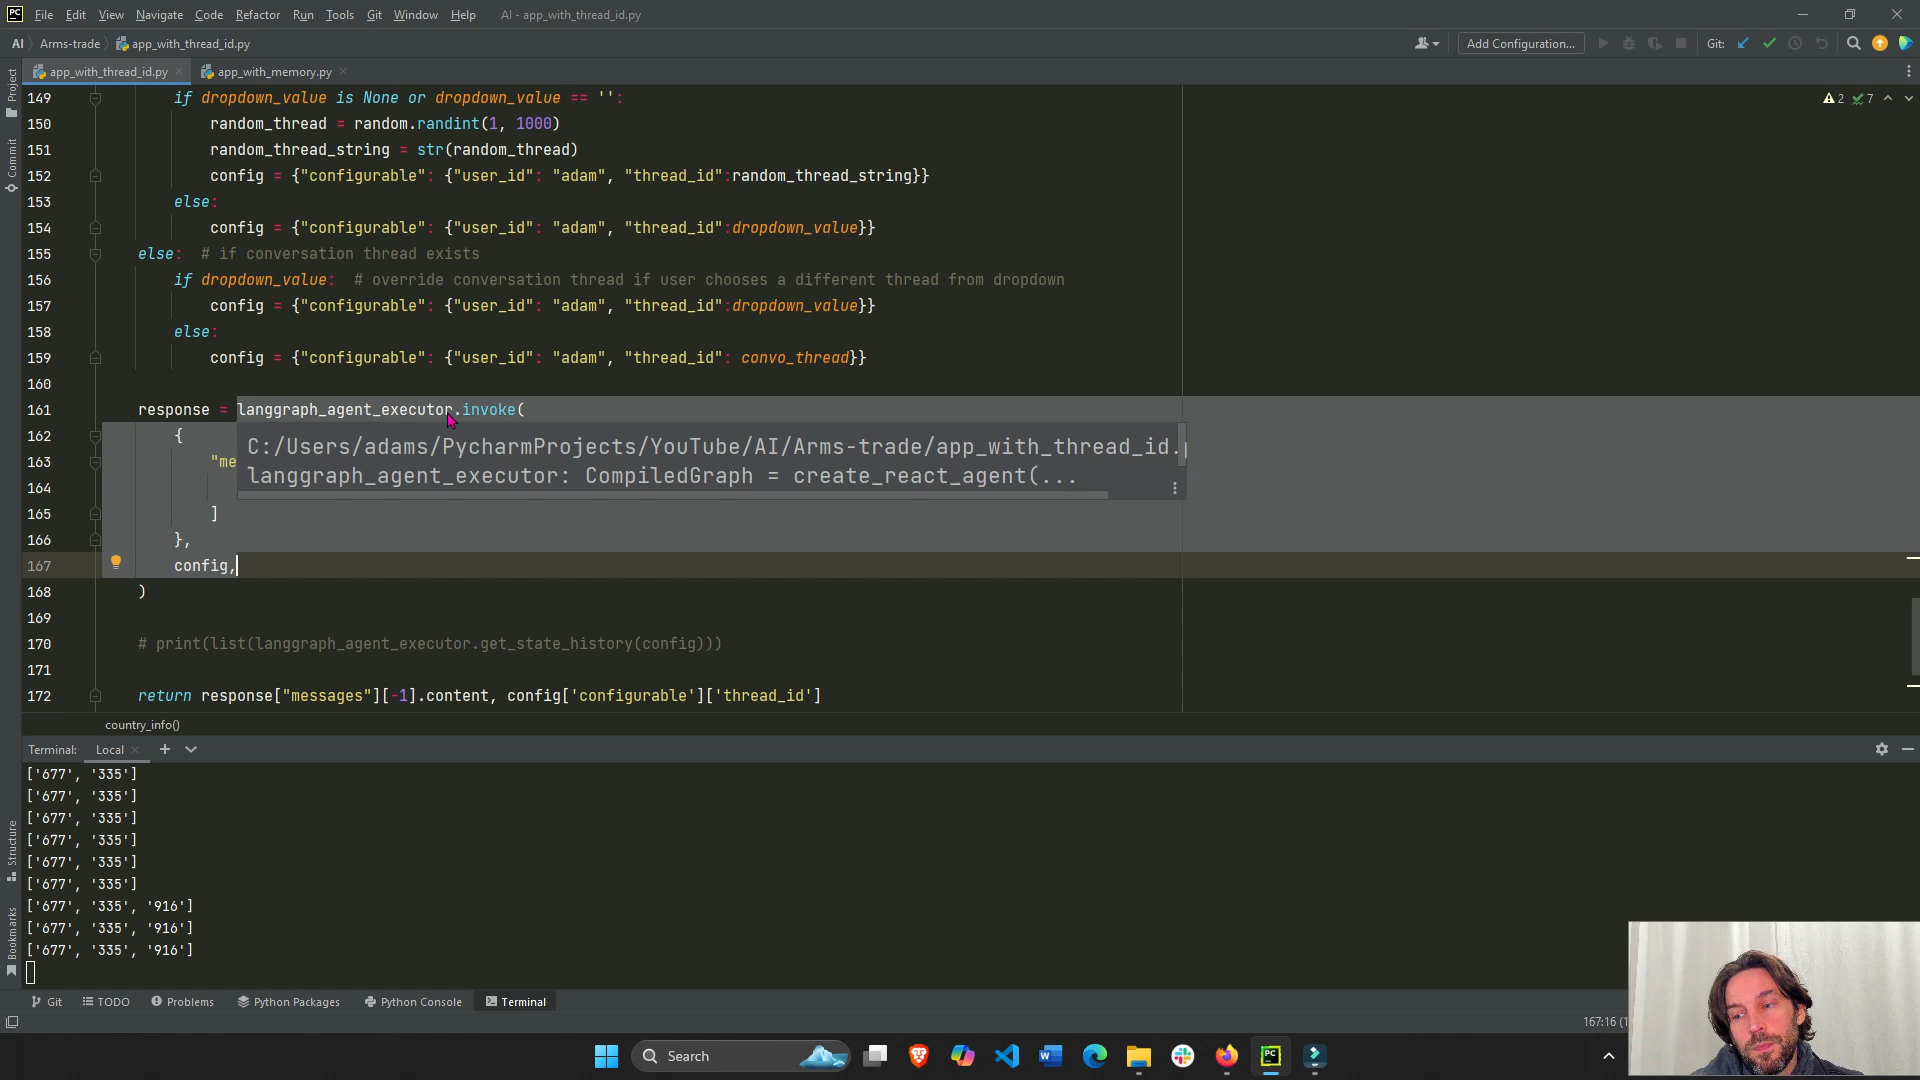 PC File Edit View Navigate Code Refactor Run Tools Git Window Help AI - app_with_thread_id.py
AI Arms-trade app_with_thread_id.py Add Configuration... Git:
app_with_thread_id.py app_with_memory.py
Project
Commit
149 if dropdown_value is None or dropdown_value == '':
2 7
150 random_thread = random.randint(1, 1000)
151 random_thread_string = str(random_thread)
152 config = {"configurable": {"user_id": "adam", "thread_id":random_thread_string}}
153 else:
154 config = {"configurable": {"user_id": "adam", "thread_id":dropdown_value}}
155 else: # if conversation thread exists
156 if dropdown_value: # override conversation thread if user chooses a different thread from dropdown
157 config = {"configurable": {"user_id": "adam", "thread_id":dropdown_value}}
158 else:
159 config = {"configurable": {"user_id": "adam", "thread_id": convo_thread}}
160
161 response = langgraph_agent_executor.invoke(
162 {
C:/Users/adams/PycharmProjects/YouTube/AI/Arms-trade/app_with_thread_id.p
163 "me
langgraph_agent_executor: CompiledGraph = create_react_agent(...
164
165 ]
166 },
167 config,
168 )
169
170 # print(list(langgraph_agent_executor.get_state_history(config)))
171
172 return response["messages"][-1].content, config['configurable']['thread_id']
country_info()
Terminal: Local
['677', '335']
['677', '335']
['677', '335']
['677', '335']
['677', '335']
['677', '335']
['677', '335', '916']
['677', '335', '916']
['677', '335', '916']
Structure
Bookmarks
Git TODO Problems Python Packages Python Console Terminal
167:16 (1
Search
PC